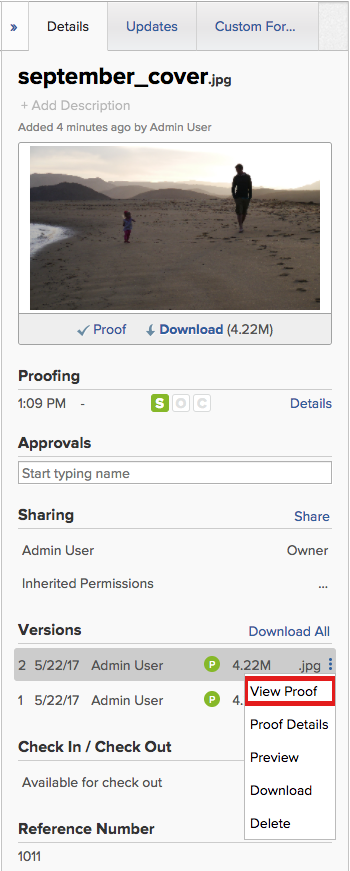 » Details Updates Custom For...
september_cover.jpg
+ Add Description
Added 4 minutes ago by Admin User
Proof Download (4.22M)
Proofing
1:09 PM - S O C Details
Approvals
Start typing name
Sharing Share
Admin User Owner
Inherited Permissions ...
Versions Download All
2 5/22/17 Admin User P 4.22M .jpg
View Proof
1 5/22/17 Admin User P 4.
Proof Details
Check In / Check Out
Preview
Available for check out
Download
Reference Number
Delete
1011